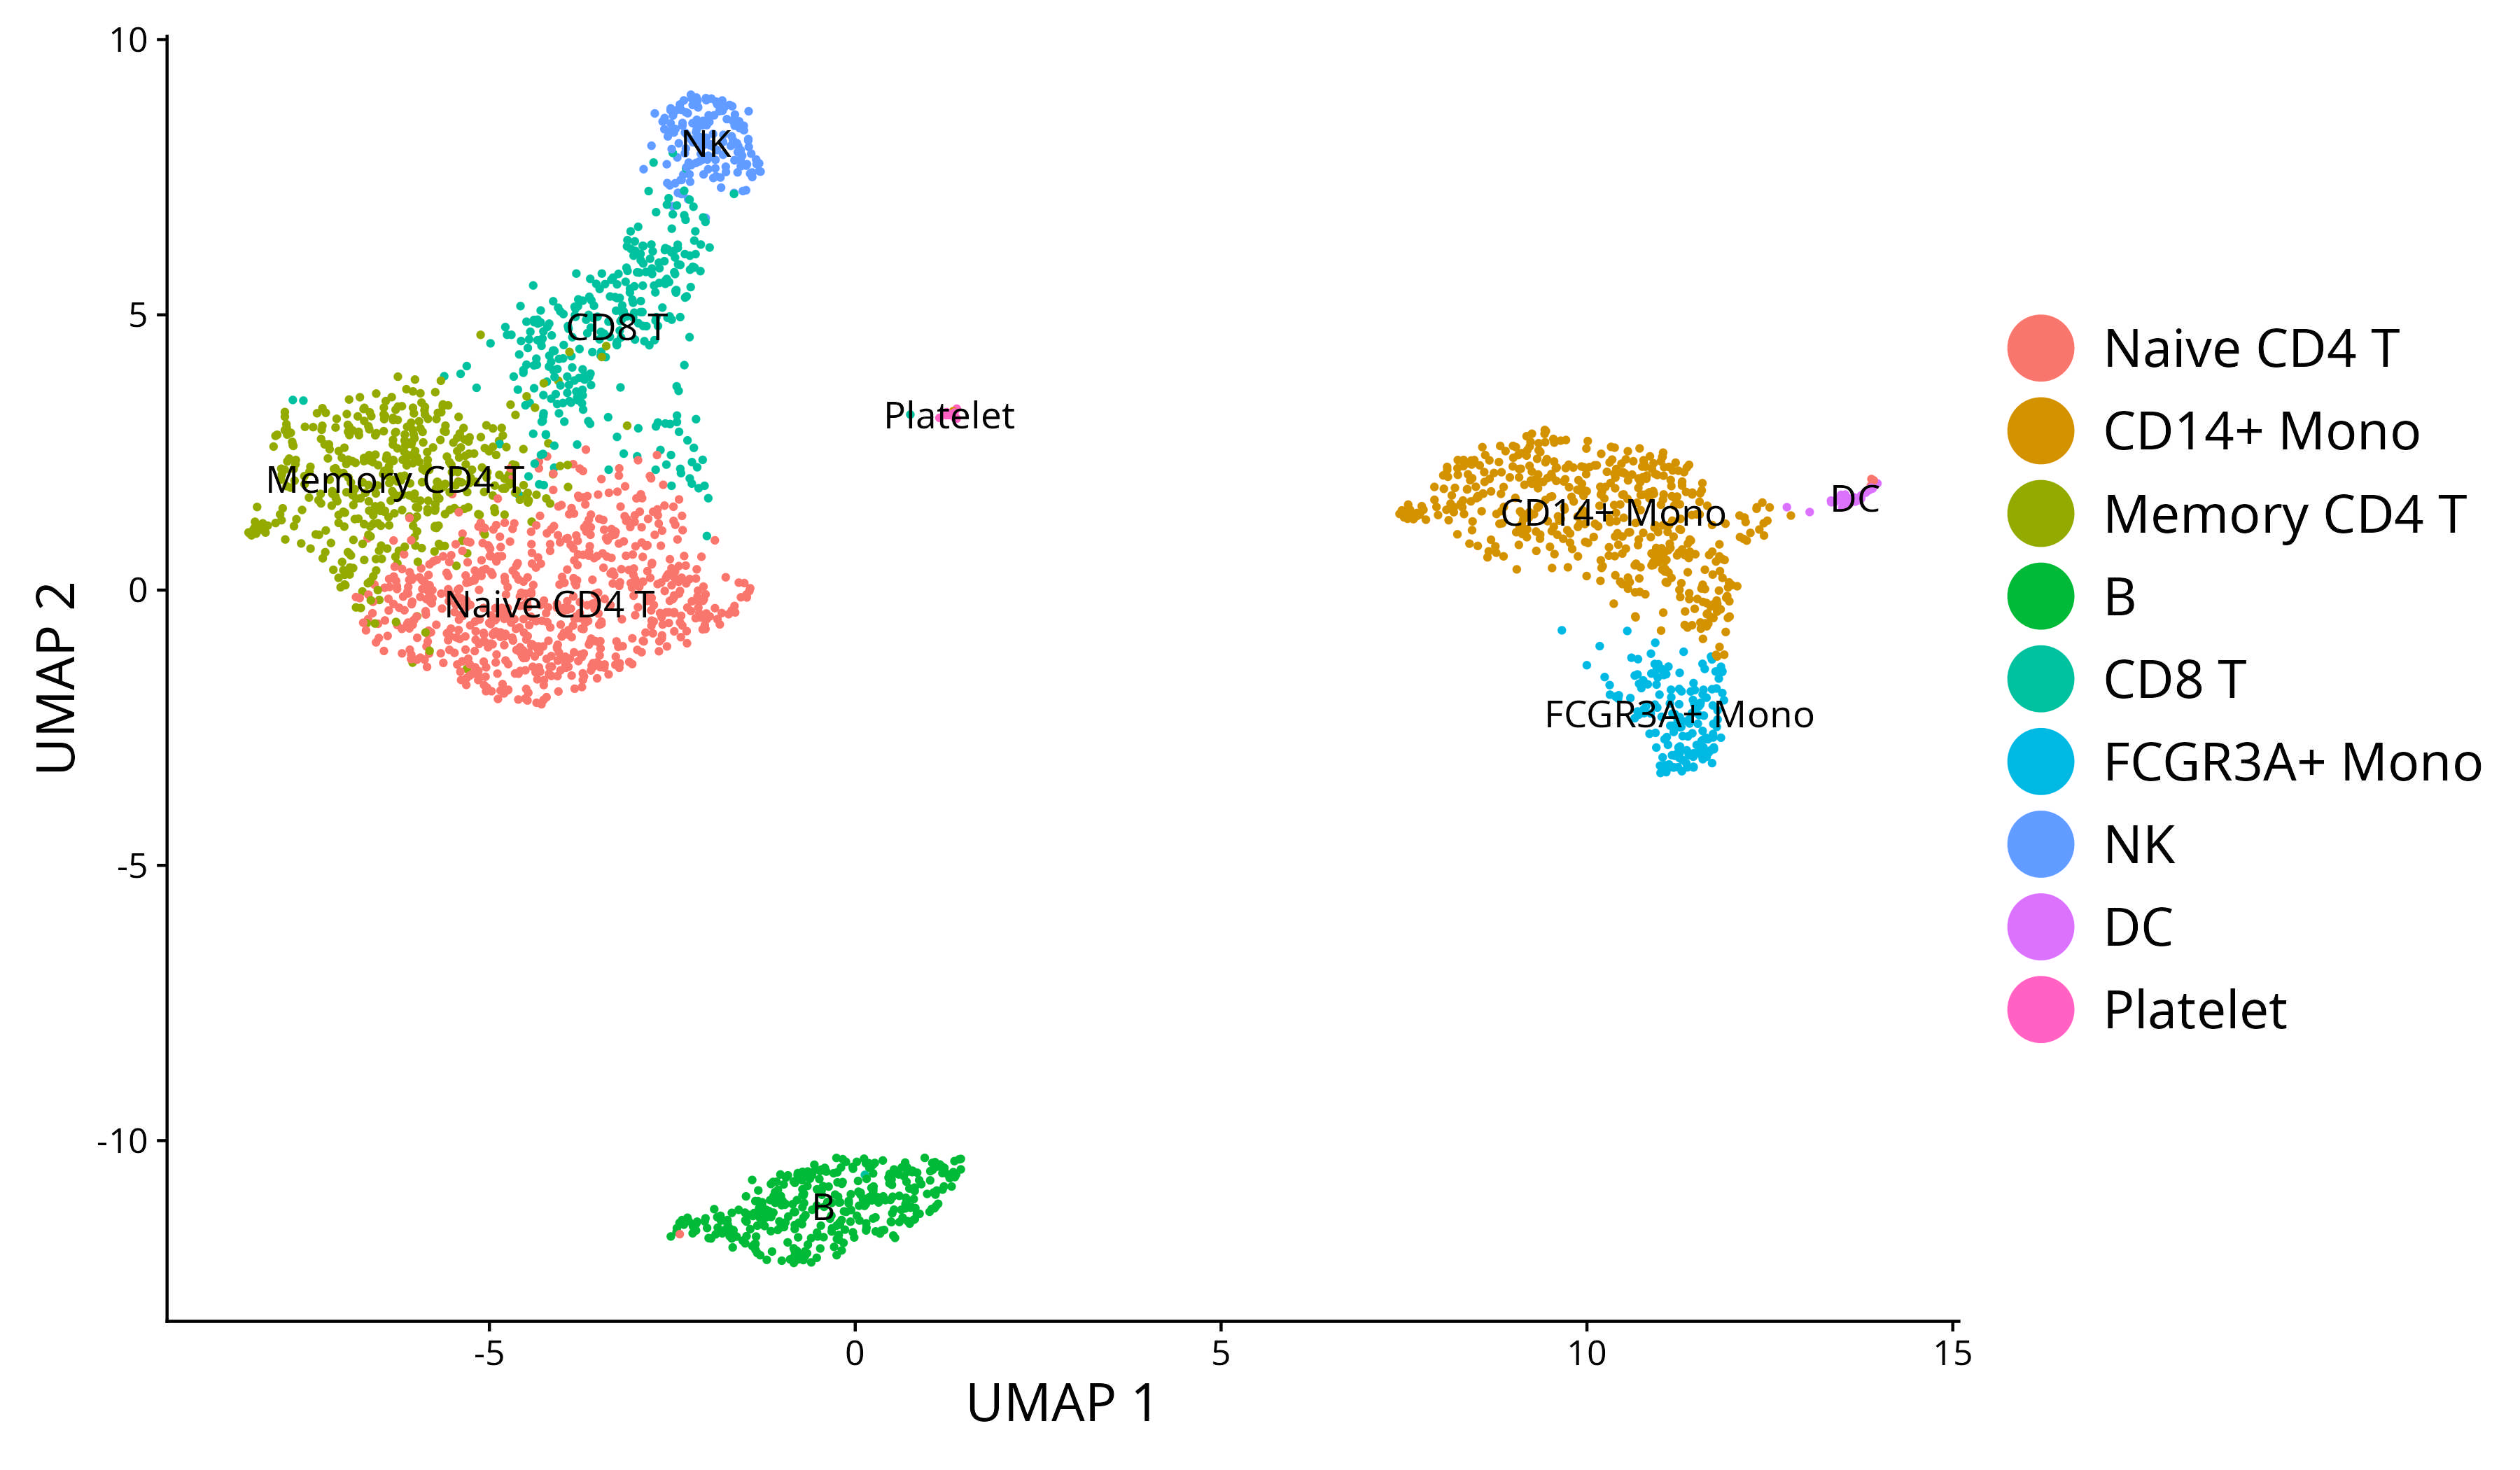 10
5
0
-5
-10
UMAP 2
NK
CD8 T
Platelet
Memory CD4 T
Naive CD4 T
CD14+ Mono
DC
FCGR3A+ Mono
B
-5
0
5
10
15
UMAP 1
Naive CD4 T
CD14+ Mono
Memory CD4 T
B
CD8 T
FCGR3A+ Mono
NK
DC
Platelet